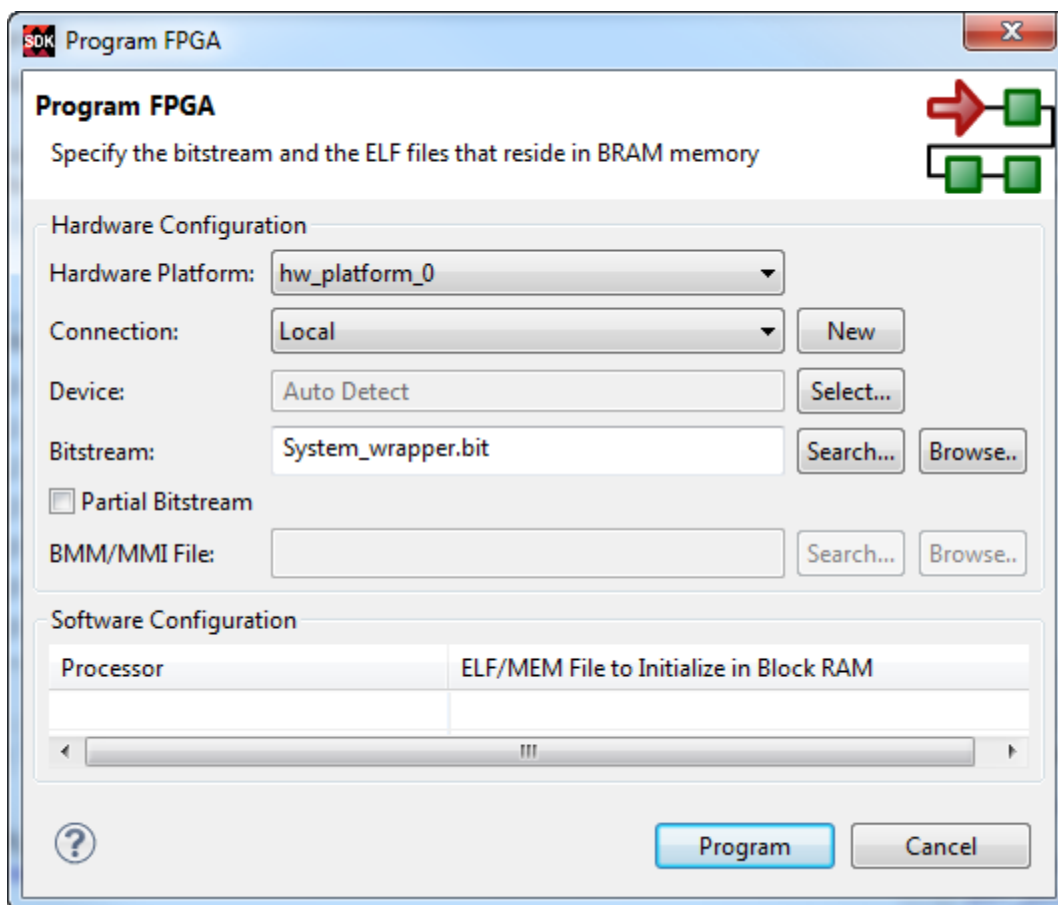 SDK Program FPGA
Program FPGA
Specify the bitstream and the ELF files that reside in BRAM memory
Hardware Configuration
Hardware Platform: hw_platform_0
Connection: Local New
Device: Auto Detect Select...
Bitstream: System_wrapper.bit Search... Browse..
Partial Bitstream
BMM/MMI File: Search... Browse..
Software Configuration
Processor ELF/MEM File to Initialize in Block RAM
Program Cancel